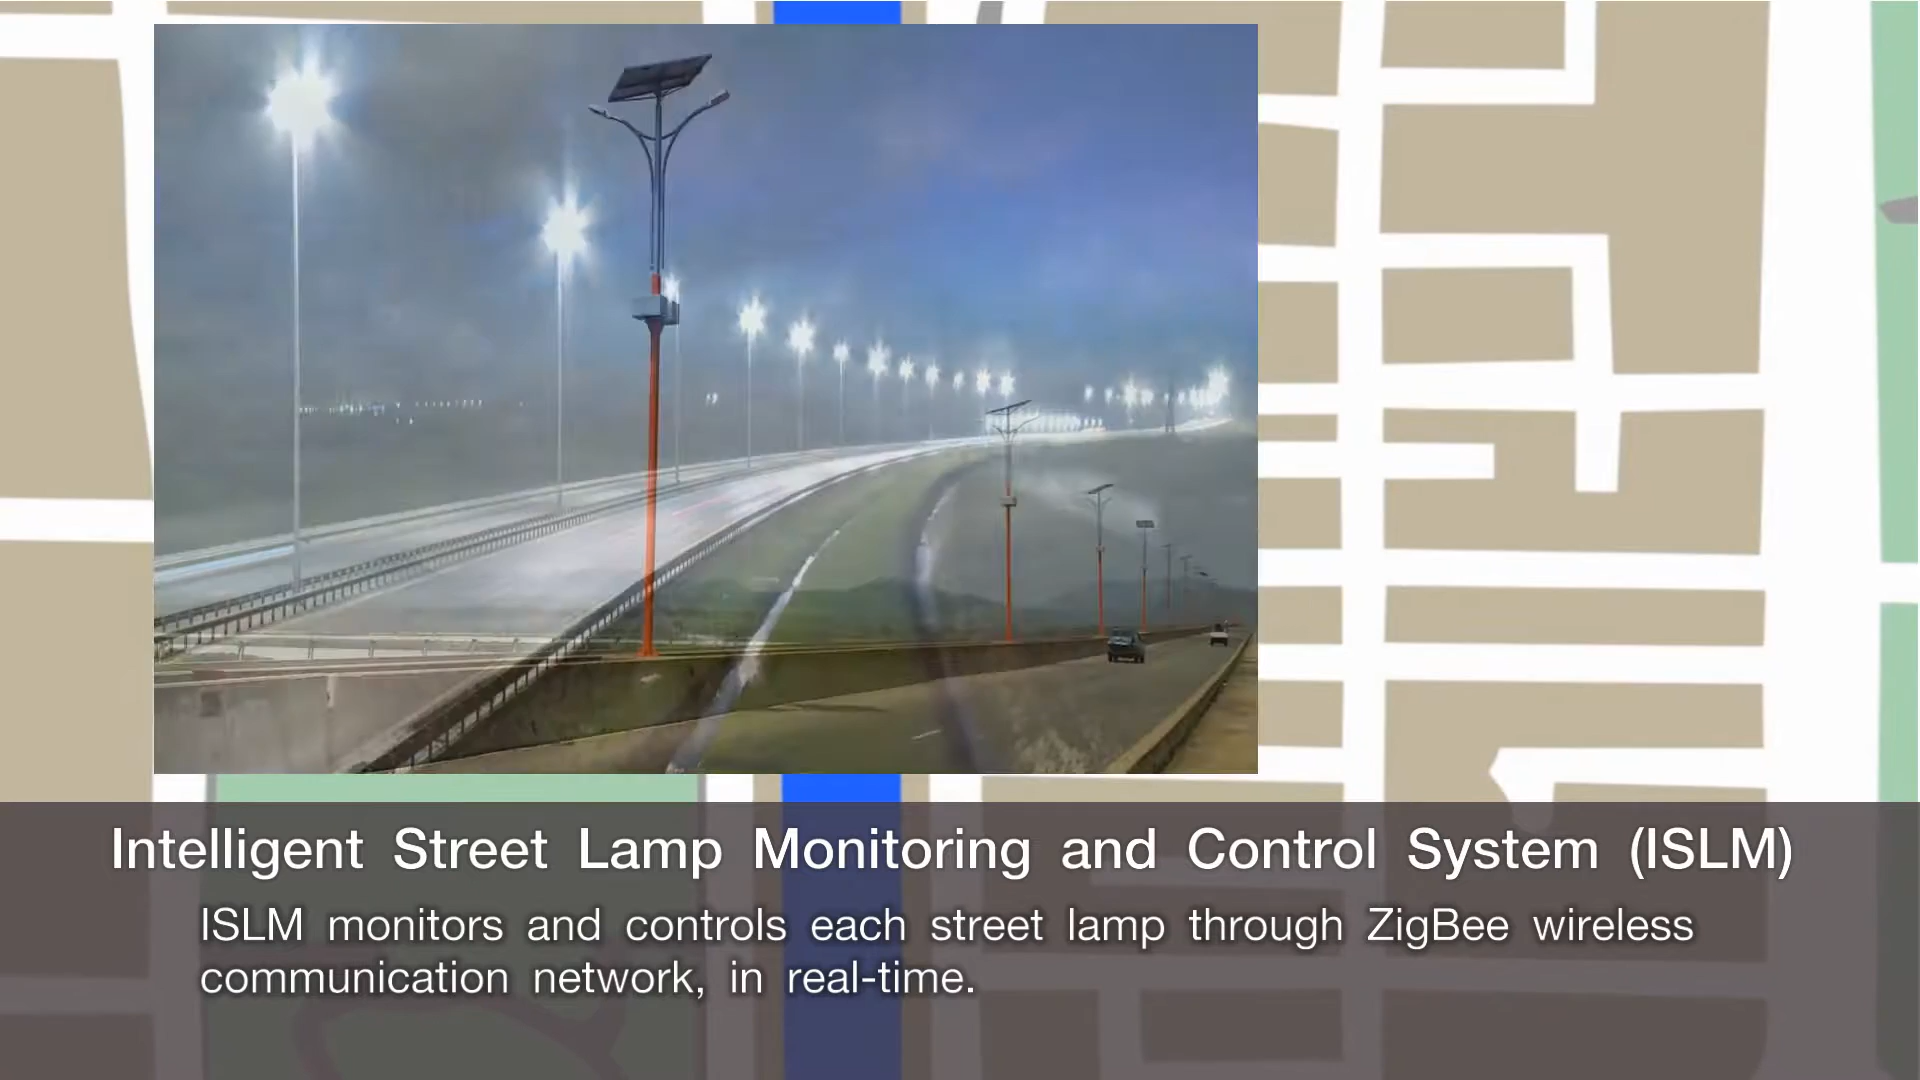 Intelligent Street Lamp Monitoring and Control System (ISLM)
ISLM monitors and controls each street lamp through ZigBee wireless
communication network, in real-time.